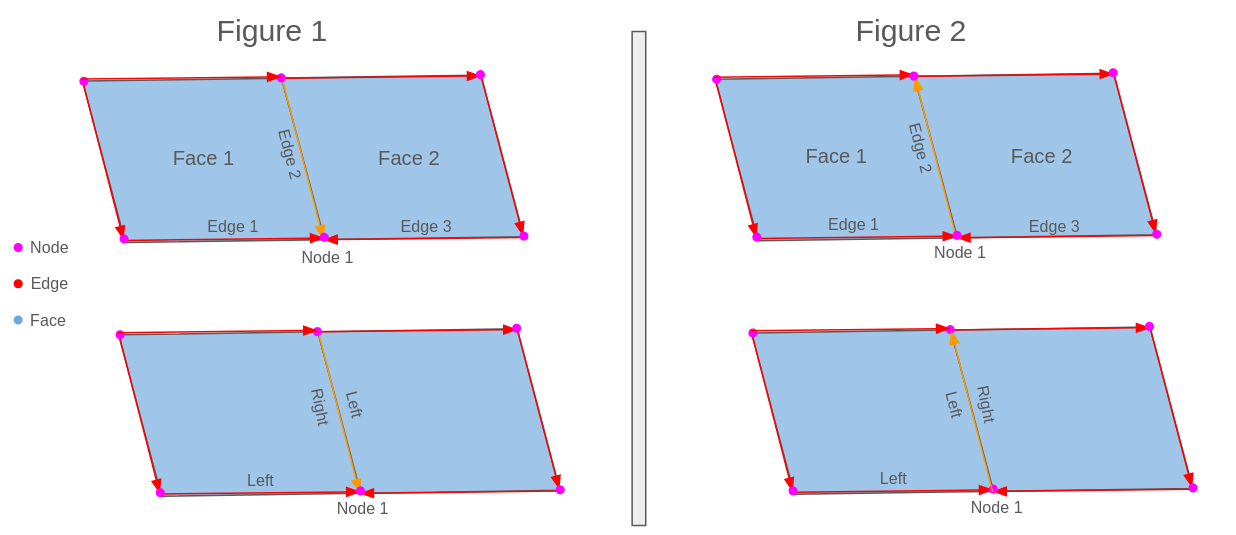 Figure 1
Face 1
Edge 2
Face 2
Edge 1
Edge 3
Node 1
Node
Edge
Face
Right
Left
Left
Node 1
Figure 2
Face 1
Edge 2
Face 2
Edge 1
Edge 3
Node 1
Left
Right
Left
Node 1